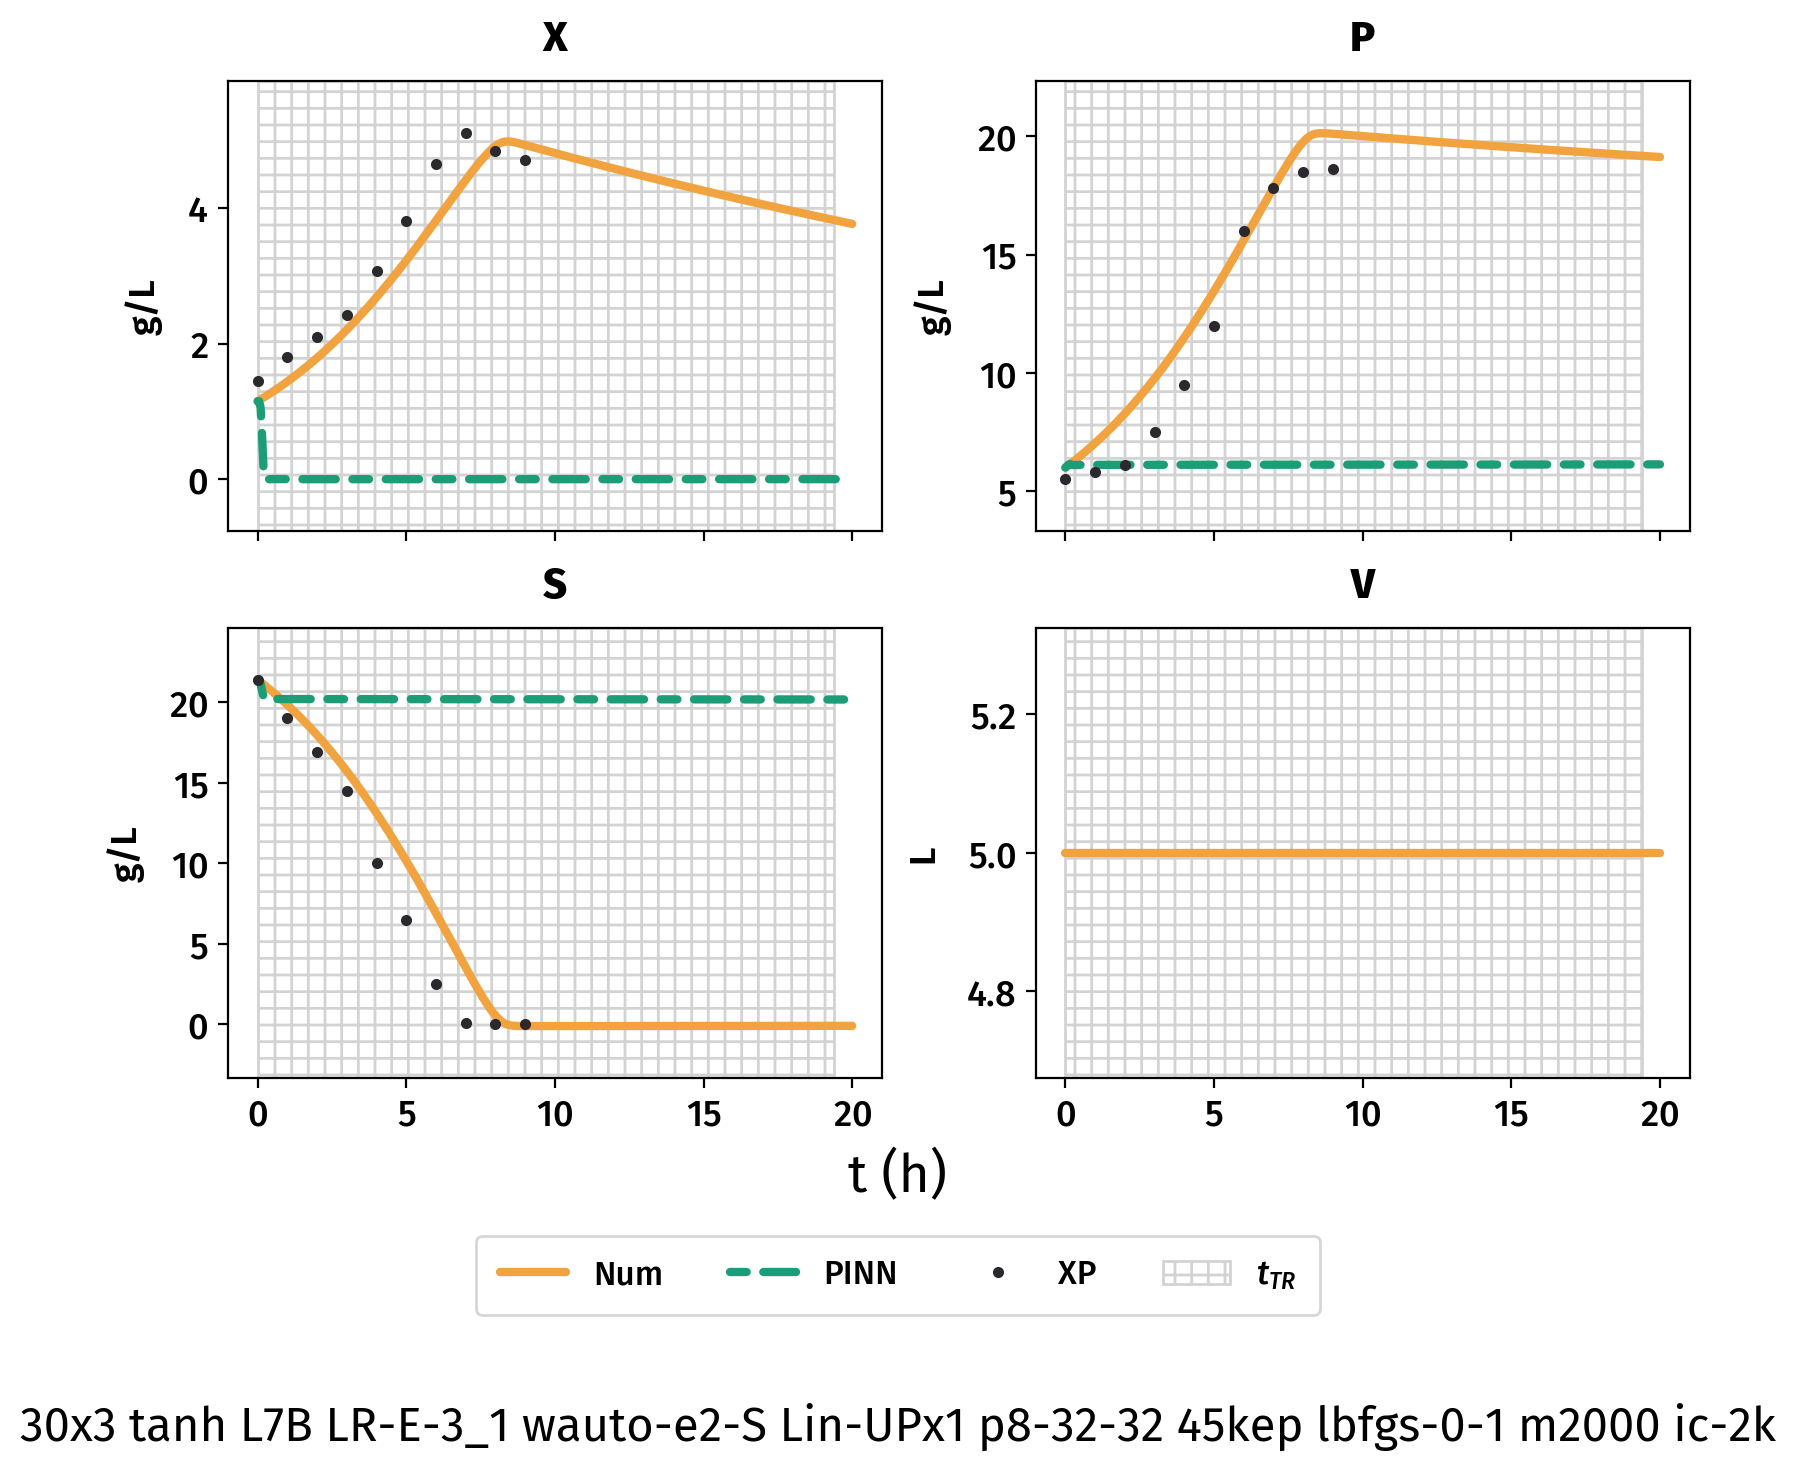 X
P
g/L
4
2
0
g/L
20
15
10
5
S
V
g/L
20
15
10
5
0
L
5.2
5.0
4.8
0 5 10 15 20
0 5 10 15 20
t (h)
Num PINN XP tTR
30x3 tanh L7B LR-E-3_1 wauto-e2-S Lin-UPx1 p8-32-32 45kep lbfgs-0-1 m2000 ic-2k